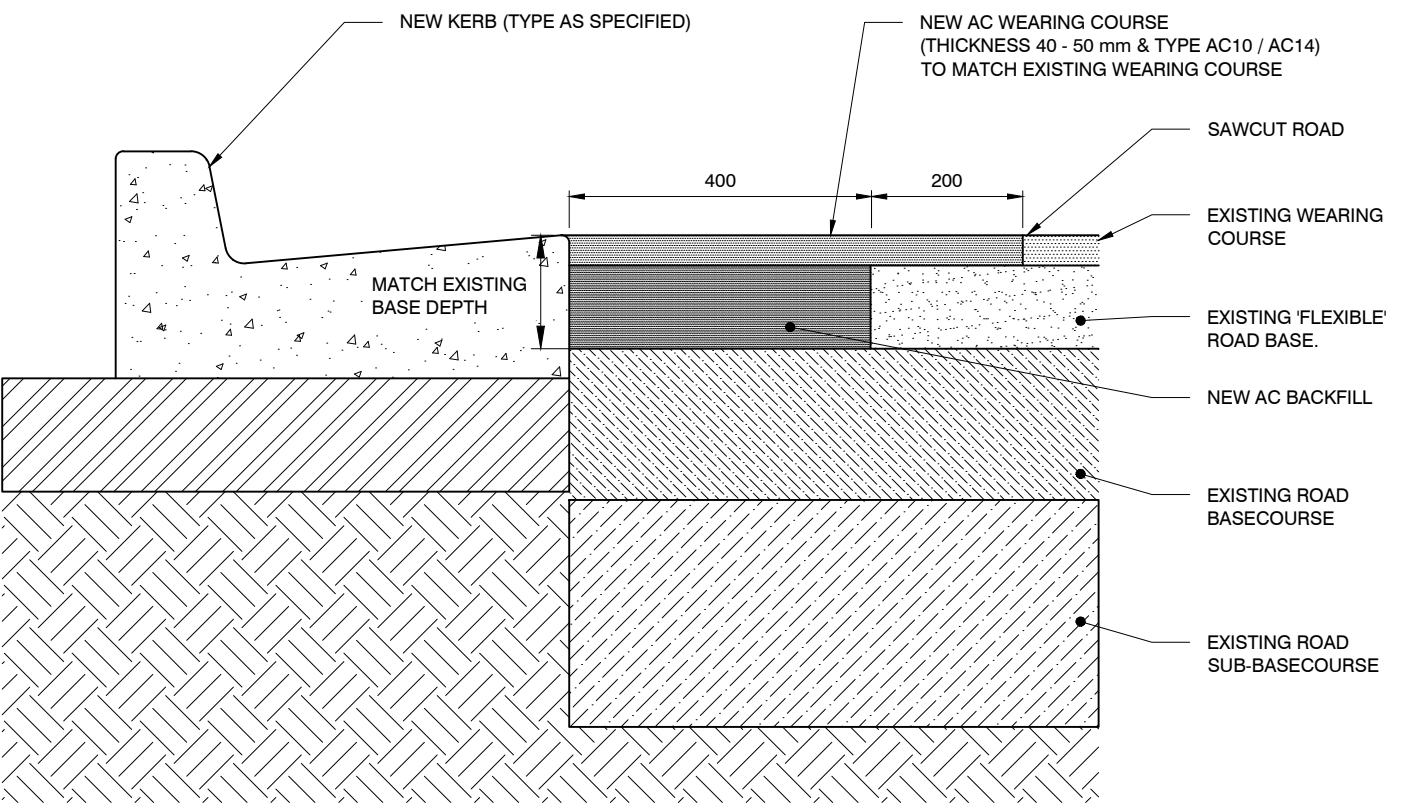 NEW KERB (TYPE AS SPECIFIED)
NEW AC WEARING COURSE
(THICKNESS 40 - 50 mm & TYPE AC10 / AC14)
TO MATCH EXISTING WEARING COURSE
SAWCUT ROAD
400
200
EXISTING WEARING
COURSE
MATCH EXISTING
BASE DEPTH
EXISTING 'FLEXIBLE'
ROAD BASE.
NEW AC BACKFILL
EXISTING ROAD
BASECOURSE
EXISTING ROAD
SUB-BASECOURSE